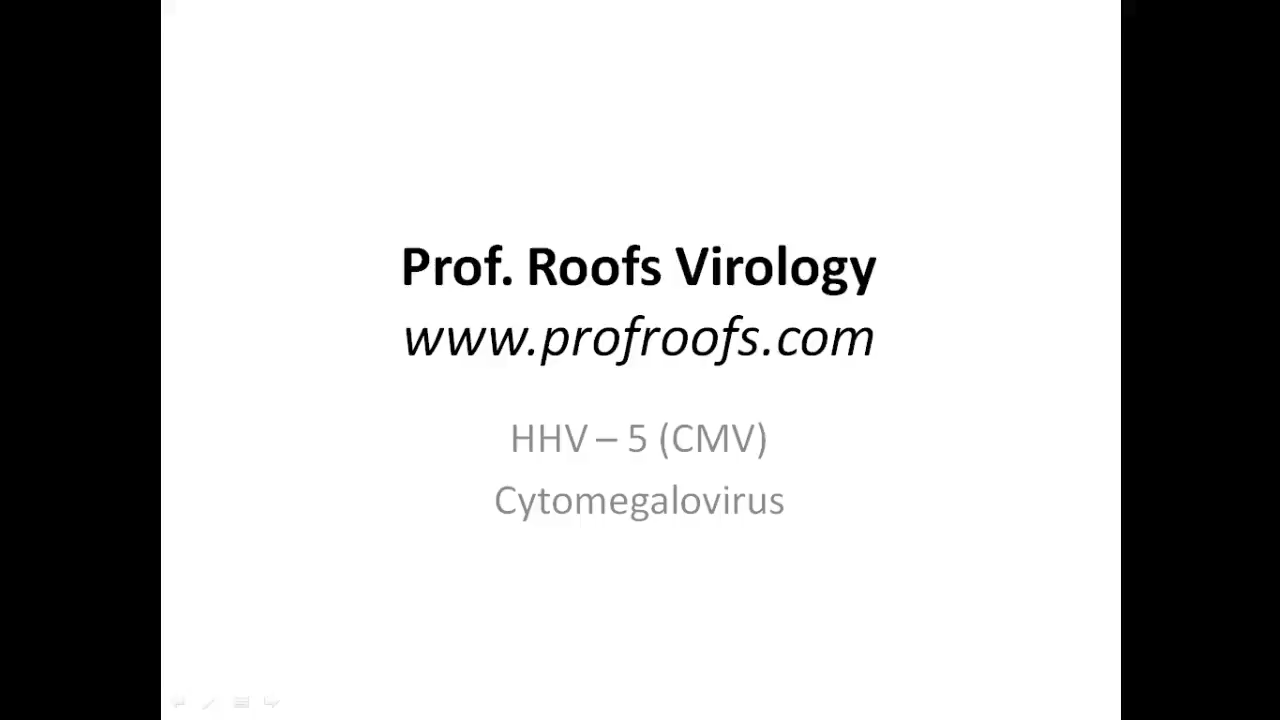 Prof. Roofs Virology
www.profroofs.com
HHV – 5 (CMV)
Cytomegalovirus